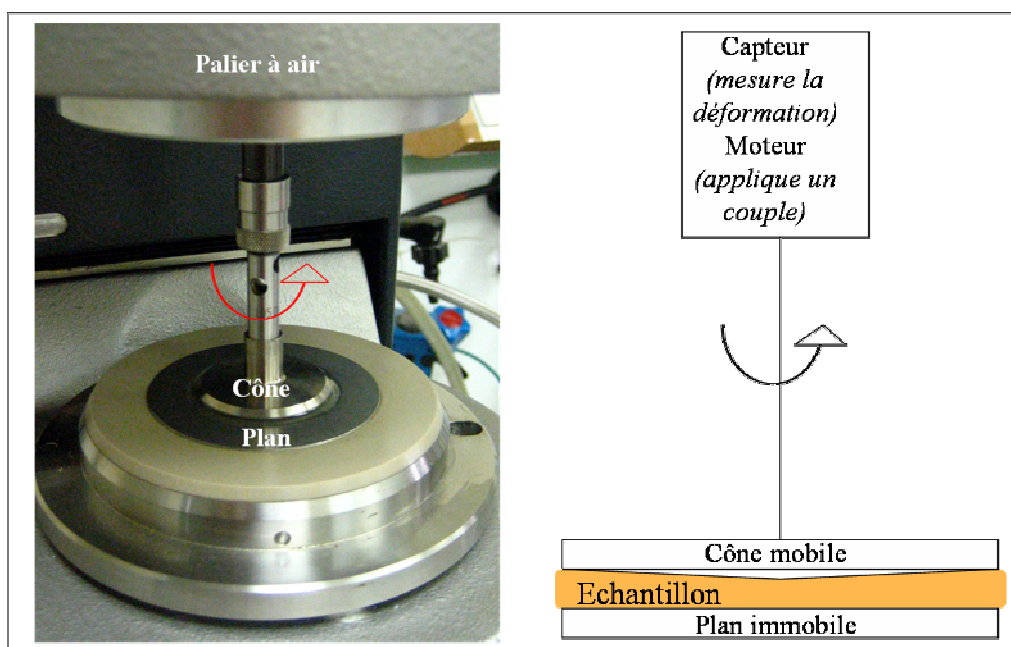 Palier à air
Cône
Plan
Capteur
(mesure la
déformation)
Moteur
(applique un
couple)
Cône mobile
Echantillon
Plan immobile